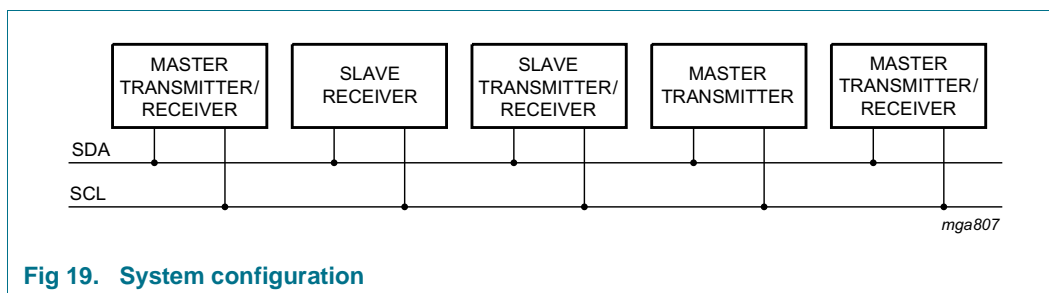 MASTER
TRANSMITTER/
RECEIVER
SLAVE
RECEIVER
SLAVE
TRANSMITTER/
RECEIVER
MASTER
TRANSMITTER
MASTER
TRANSMITTER/
RECEIVER
SDA
SCL
mga807
Fig 19. System configuration